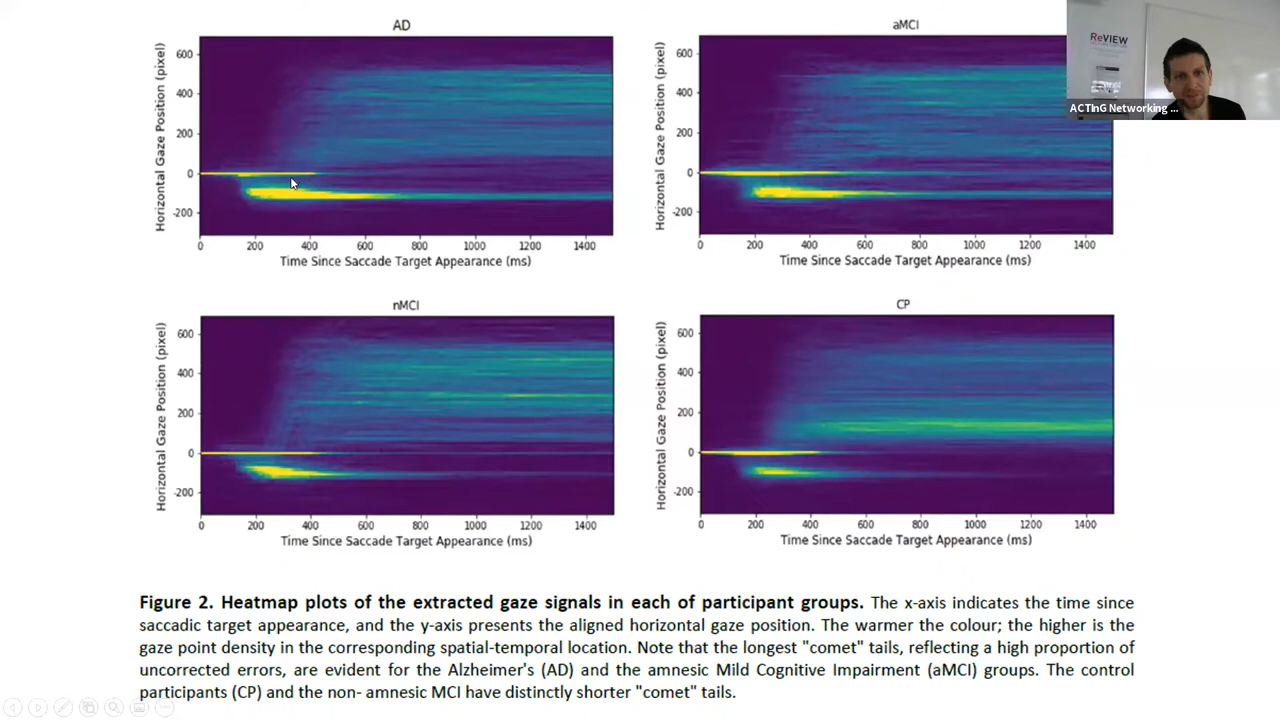 AD
Horizontal Gaze Position (pixel)
600
400
200
0
-200
0 200 400 600 800 1000 1200 1400
Time Since Saccade Target Appearance (ms)
aMCI
Horizontal Gaze Position (pixel)
600
400
200
0
-200
0 200 400 600 800 1000 1200 1400
Time Since Saccade Target Appearance (ms)
ReVIEW
ACTInG Networking ...
nMCI
Horizontal Gaze Position (pixel)
600
400
200
0
-200
0 200 400 600 800 1000 1200 1400
Time Since Saccade Target Appearance (ms)
CP
Horizontal Gaze Position (pixel)
600
400
200
0
-200
0 200 400 600 800 1000 1200 1400
Time Since Saccade Target Appearance (ms)
Figure 2. Heatmap plots of the extracted gaze signals in each of participant groups. The x-axis indicates the time since
saccadic target appearance, and the y-axis presents the aligned horizontal gaze position. The warmer the colour; the higher is the
gaze point density in the corresponding spatial-temporal location. Note that the longest "comet" tails, reflecting a high proportion of
uncorrected errors, are evident for the Alzheimer's (AD) and the amnesic Mild Cognitive Impairment (aMCI) groups. The control
participants (CP) and the non- amnesic MCI have distinctly shorter "comet" tails.